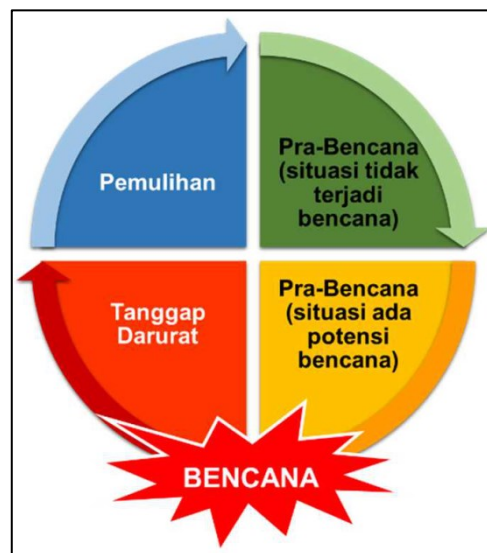 Pemulihan
Pra-Bencana
(situasi tidak
terjadi
bencana)
Tanggap
Darurat
Pra-Bencana
(situasi ada
potensi
bencana)
BENCANA